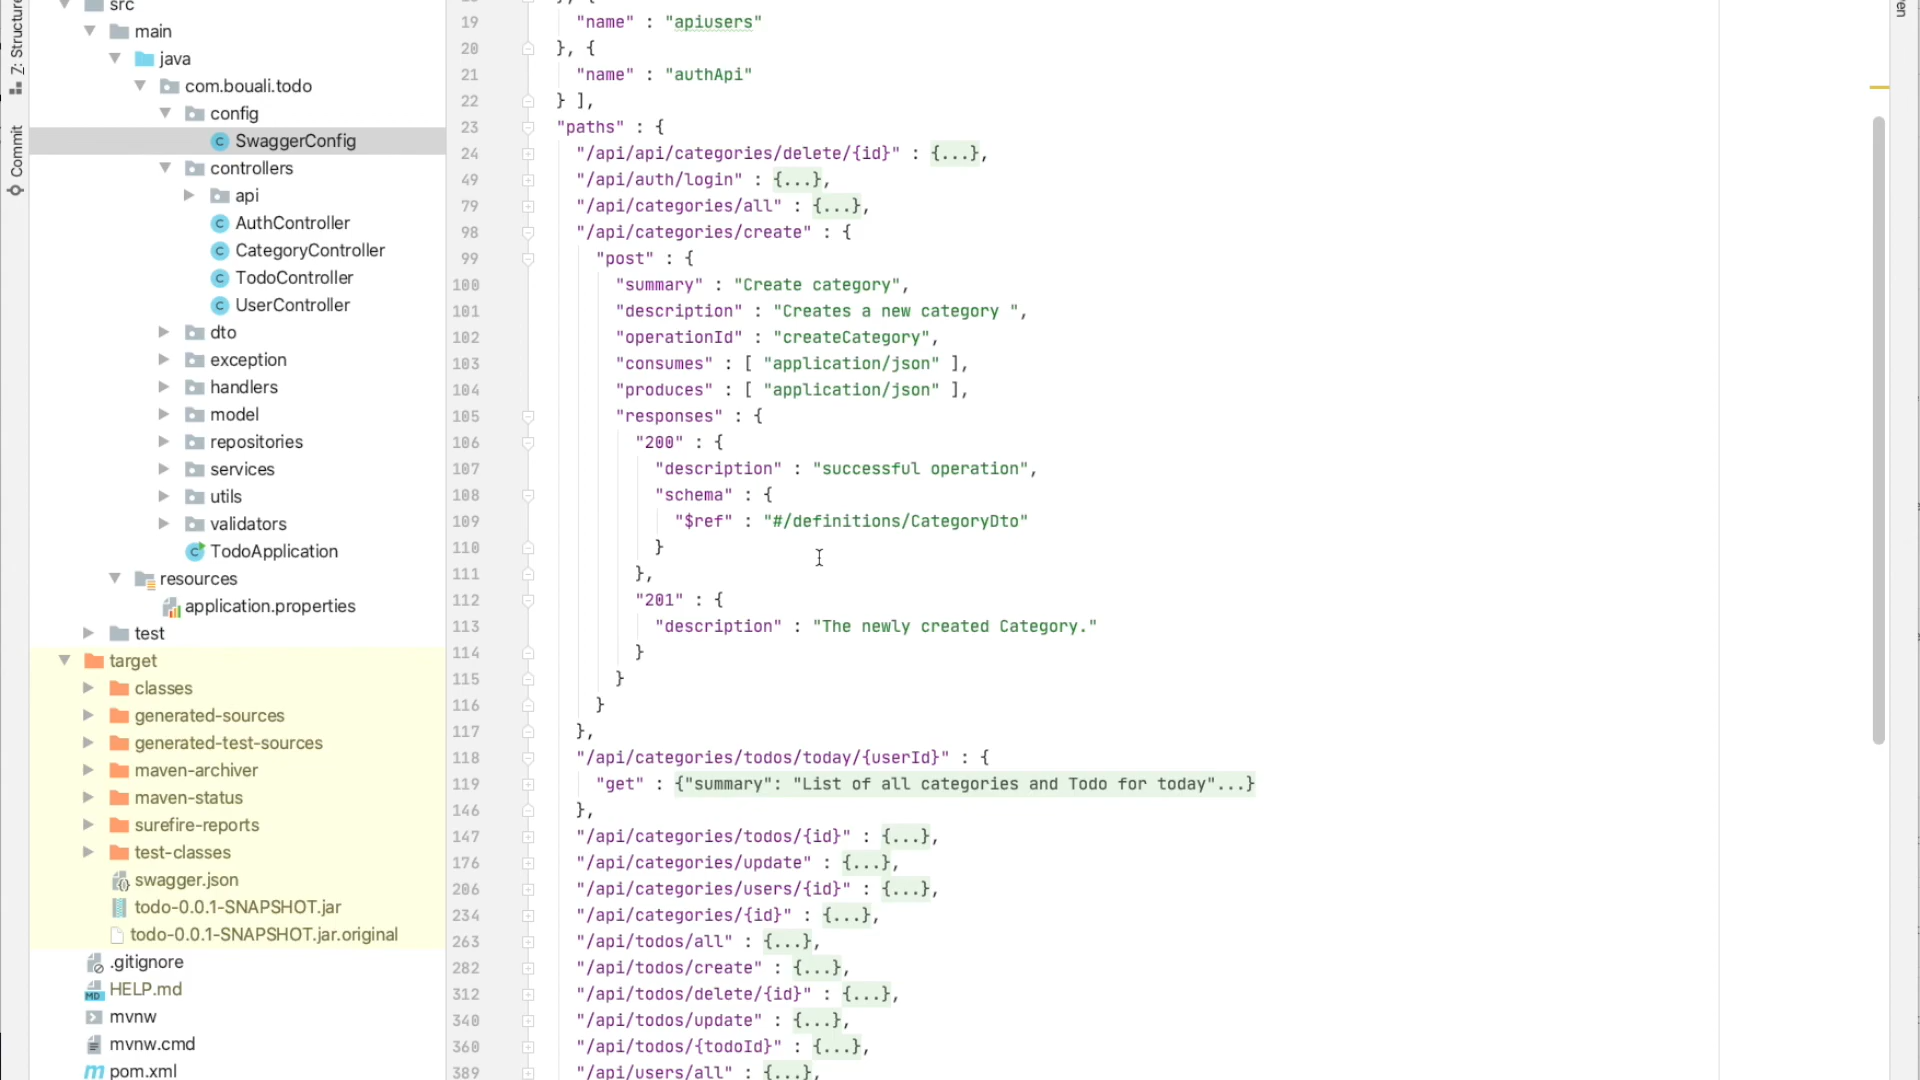 Z: Structure
Commit
src
main
java
com.bouali.todo
config
SwaggerConfig
controllers
api
AuthController
CategoryController
TodoController
UserController
dto
exception
handlers
model
repositories
services
utils
validators
TodoApplication
resources
application.properties
test
target
classes
generated-sources
generated-test-sources
maven-archiver
maven-status
surefire-reports
test-classes
swagger.json
todo-0.0.1-SNAPSHOT.jar
todo-0.0.1-SNAPSHOT.jar.original
.gitignore
HELP.md
mvnw
mvnw.cmd
pom.xml
19 "name" : "apiusers"
20 }, {
21 "name" : "authApi"
22 } ],
23 "paths" : {
24 "/api/api/categories/delete/{id}" : {...},
49 "/api/auth/login" : {...},
79 "/api/categories/all" : {...},
98 "/api/categories/create" : {
99 "post" : {
100 "summary" : "Create category",
101 "description" : "Creates a new category ",
102 "operationId" : "createCategory",
103 "consumes" : [ "application/json" ],
104 "produces" : [ "application/json" ],
105 "responses" : {
106 "200" : {
107 "description" : "successful operation",
108 "schema" : {
109 "$ref" : "#/definitions/CategoryDto"
110 }
111 },
112 "201" : {
113 "description" : "The newly created Category."
114 }
115 }
116 }
117 },
118 "/api/categories/todos/today/{userId}" : {
119 "get" : {"summary": "List of all categories and Todo for today"...}
146 },
147 "/api/categories/todos/{id}" : {...},
176 "/api/categories/update" : {...},
206 "/api/categories/users/{id}" : {...},
234 "/api/categories/{id}" : {...},
263 "/api/todos/all" : {...},
282 "/api/todos/create" : {...},
312 "/api/todos/delete/{id}" : {...},
340 "/api/todos/update" : {...},
360 "/api/todos/{todoId}" : {...},
389 "/api/users/all" : {...},